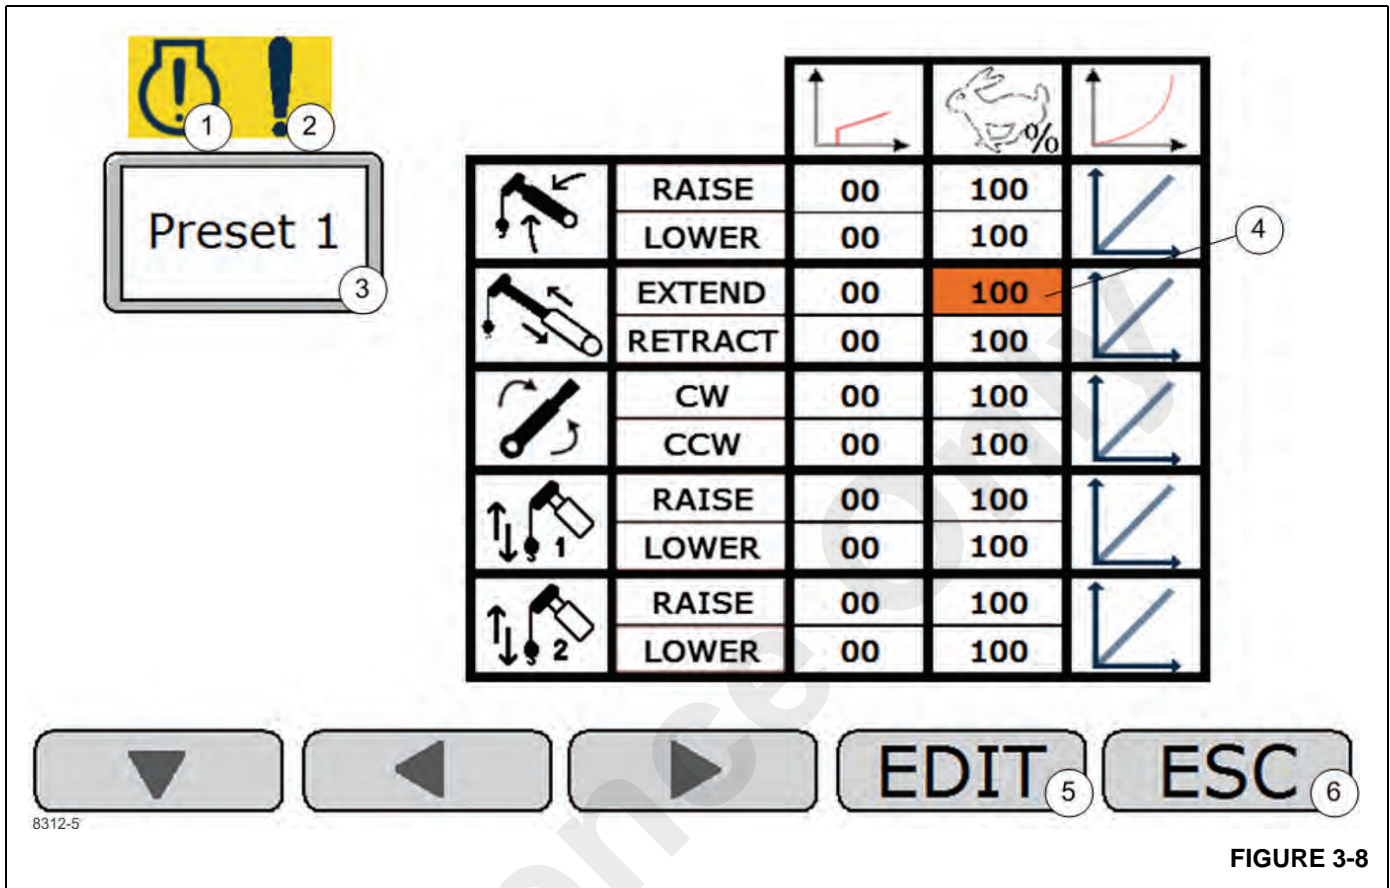 1 2
Preset 1
3
%
RAISE 00 100
LOWER 00 100
4
EXTEND 00 100
RETRACT 00 100
CW 00 100
CCW 00 100
1 RAISE 00 100
LOWER 00 100
2 RAISE 00 100
LOWER 00 100
EDIT 5 ESC 6
8312-5
FIGURE 3-8
nce only